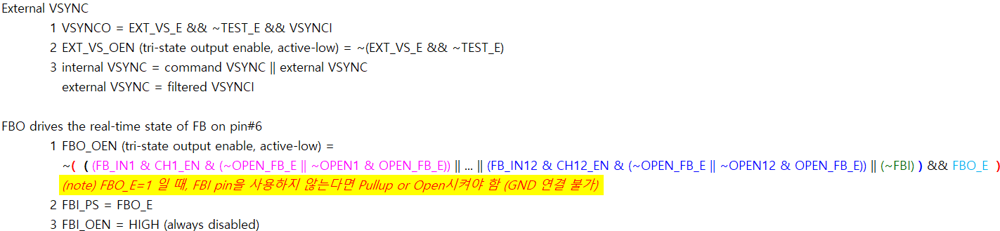 External VSYNC
1 VSYNCO = EXT_VS_E && ~TEST_E && VSYNCI
2 EXT_VS_OEN (tri-state output enable, active-low) = ~(EXT_VS_E && ~TEST_E)
3 internal VSYNC = command VSYNC || external VSYNC
external VSYNC = filtered VSYNCI
FBO drives the real-time state of FB on pin#6
1 FBO_OEN (tri-state output enable, active-low) =
~( ( (FB_IN1 & CH1_EN & (~OPEN_FB_E || ~OPEN1 & OPEN_FB_E)) || ... || (FB_IN12 & CH12_EN & (~OPEN_FB_E || ~OPEN12 & OPEN_FB_E)) || (~FBI) ) && FBO_E )
(note) FBO_E=1 일 때, FBI pin을 사용하지 않는다면 Pullup or Open시켜야 함 (GND 연결 불가)
2 FBI_PS = FBO_E
3 FBI_OEN = HIGH (always disabled)